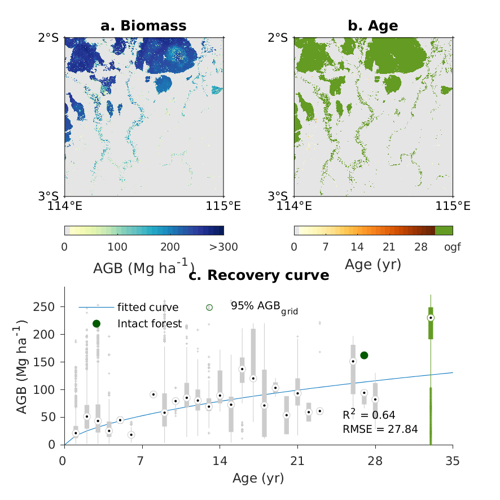 a. Biomass
b. Age
2°S
2°S
3°S
3°S
114°E
115°E
114°E
115°E
0 100 200 >300
0 7 14 21 28 ogf
AGB (Mg ha⁻¹)
Age (yr)
c. Recovery curve
fitted curve
95% AGB_grid
Intact forest
250
200
150
100
50
0
AGB (Mg ha⁻¹)
R² = 0.64
RMSE = 27.84
0 7 14 21 28 35
Age (yr)